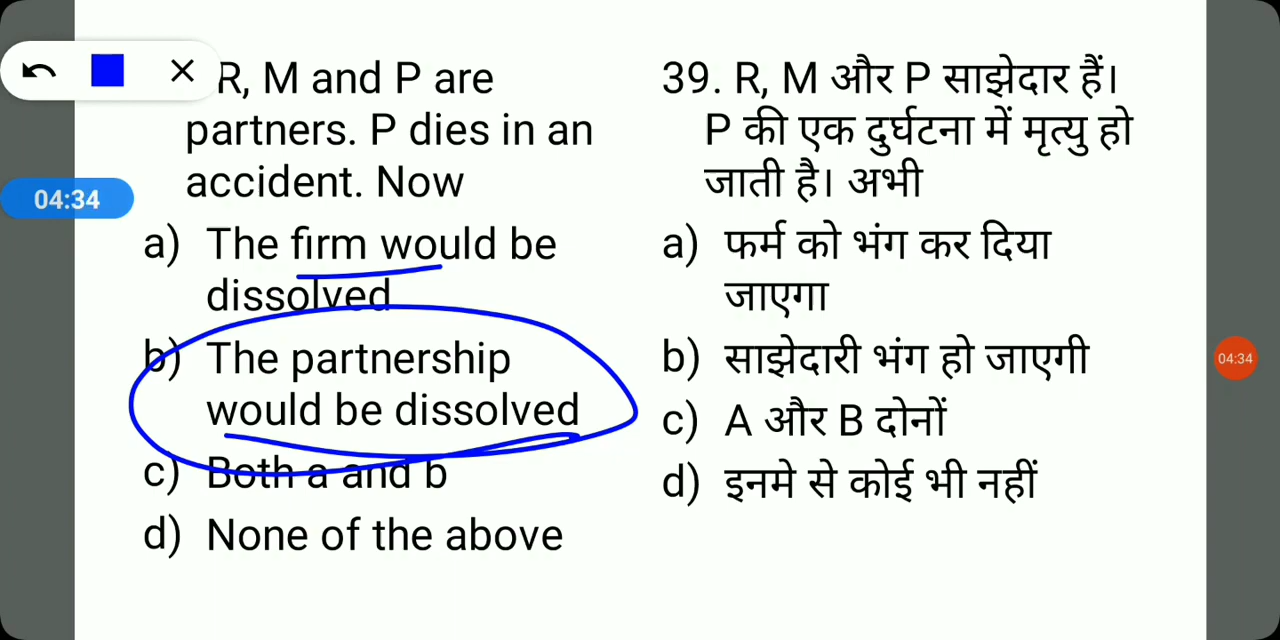 R, M and P are
partners. P dies in an
accident. Now
a) The firm would be
dissolved
b) The partnership
would be dissolved
c) Both a and b
d) None of the above
39. R, M और P साझेदार हैं।
P की एक दुर्घटना में मृत्यु हो
जाती है। अभी
a) फर्म को भंग कर दिया
जाएगा
b) साझेदारी भंग हो जाएगी
c) A और B दोनों
d) इनमे से कोई भी नहीं
04:34
04:34